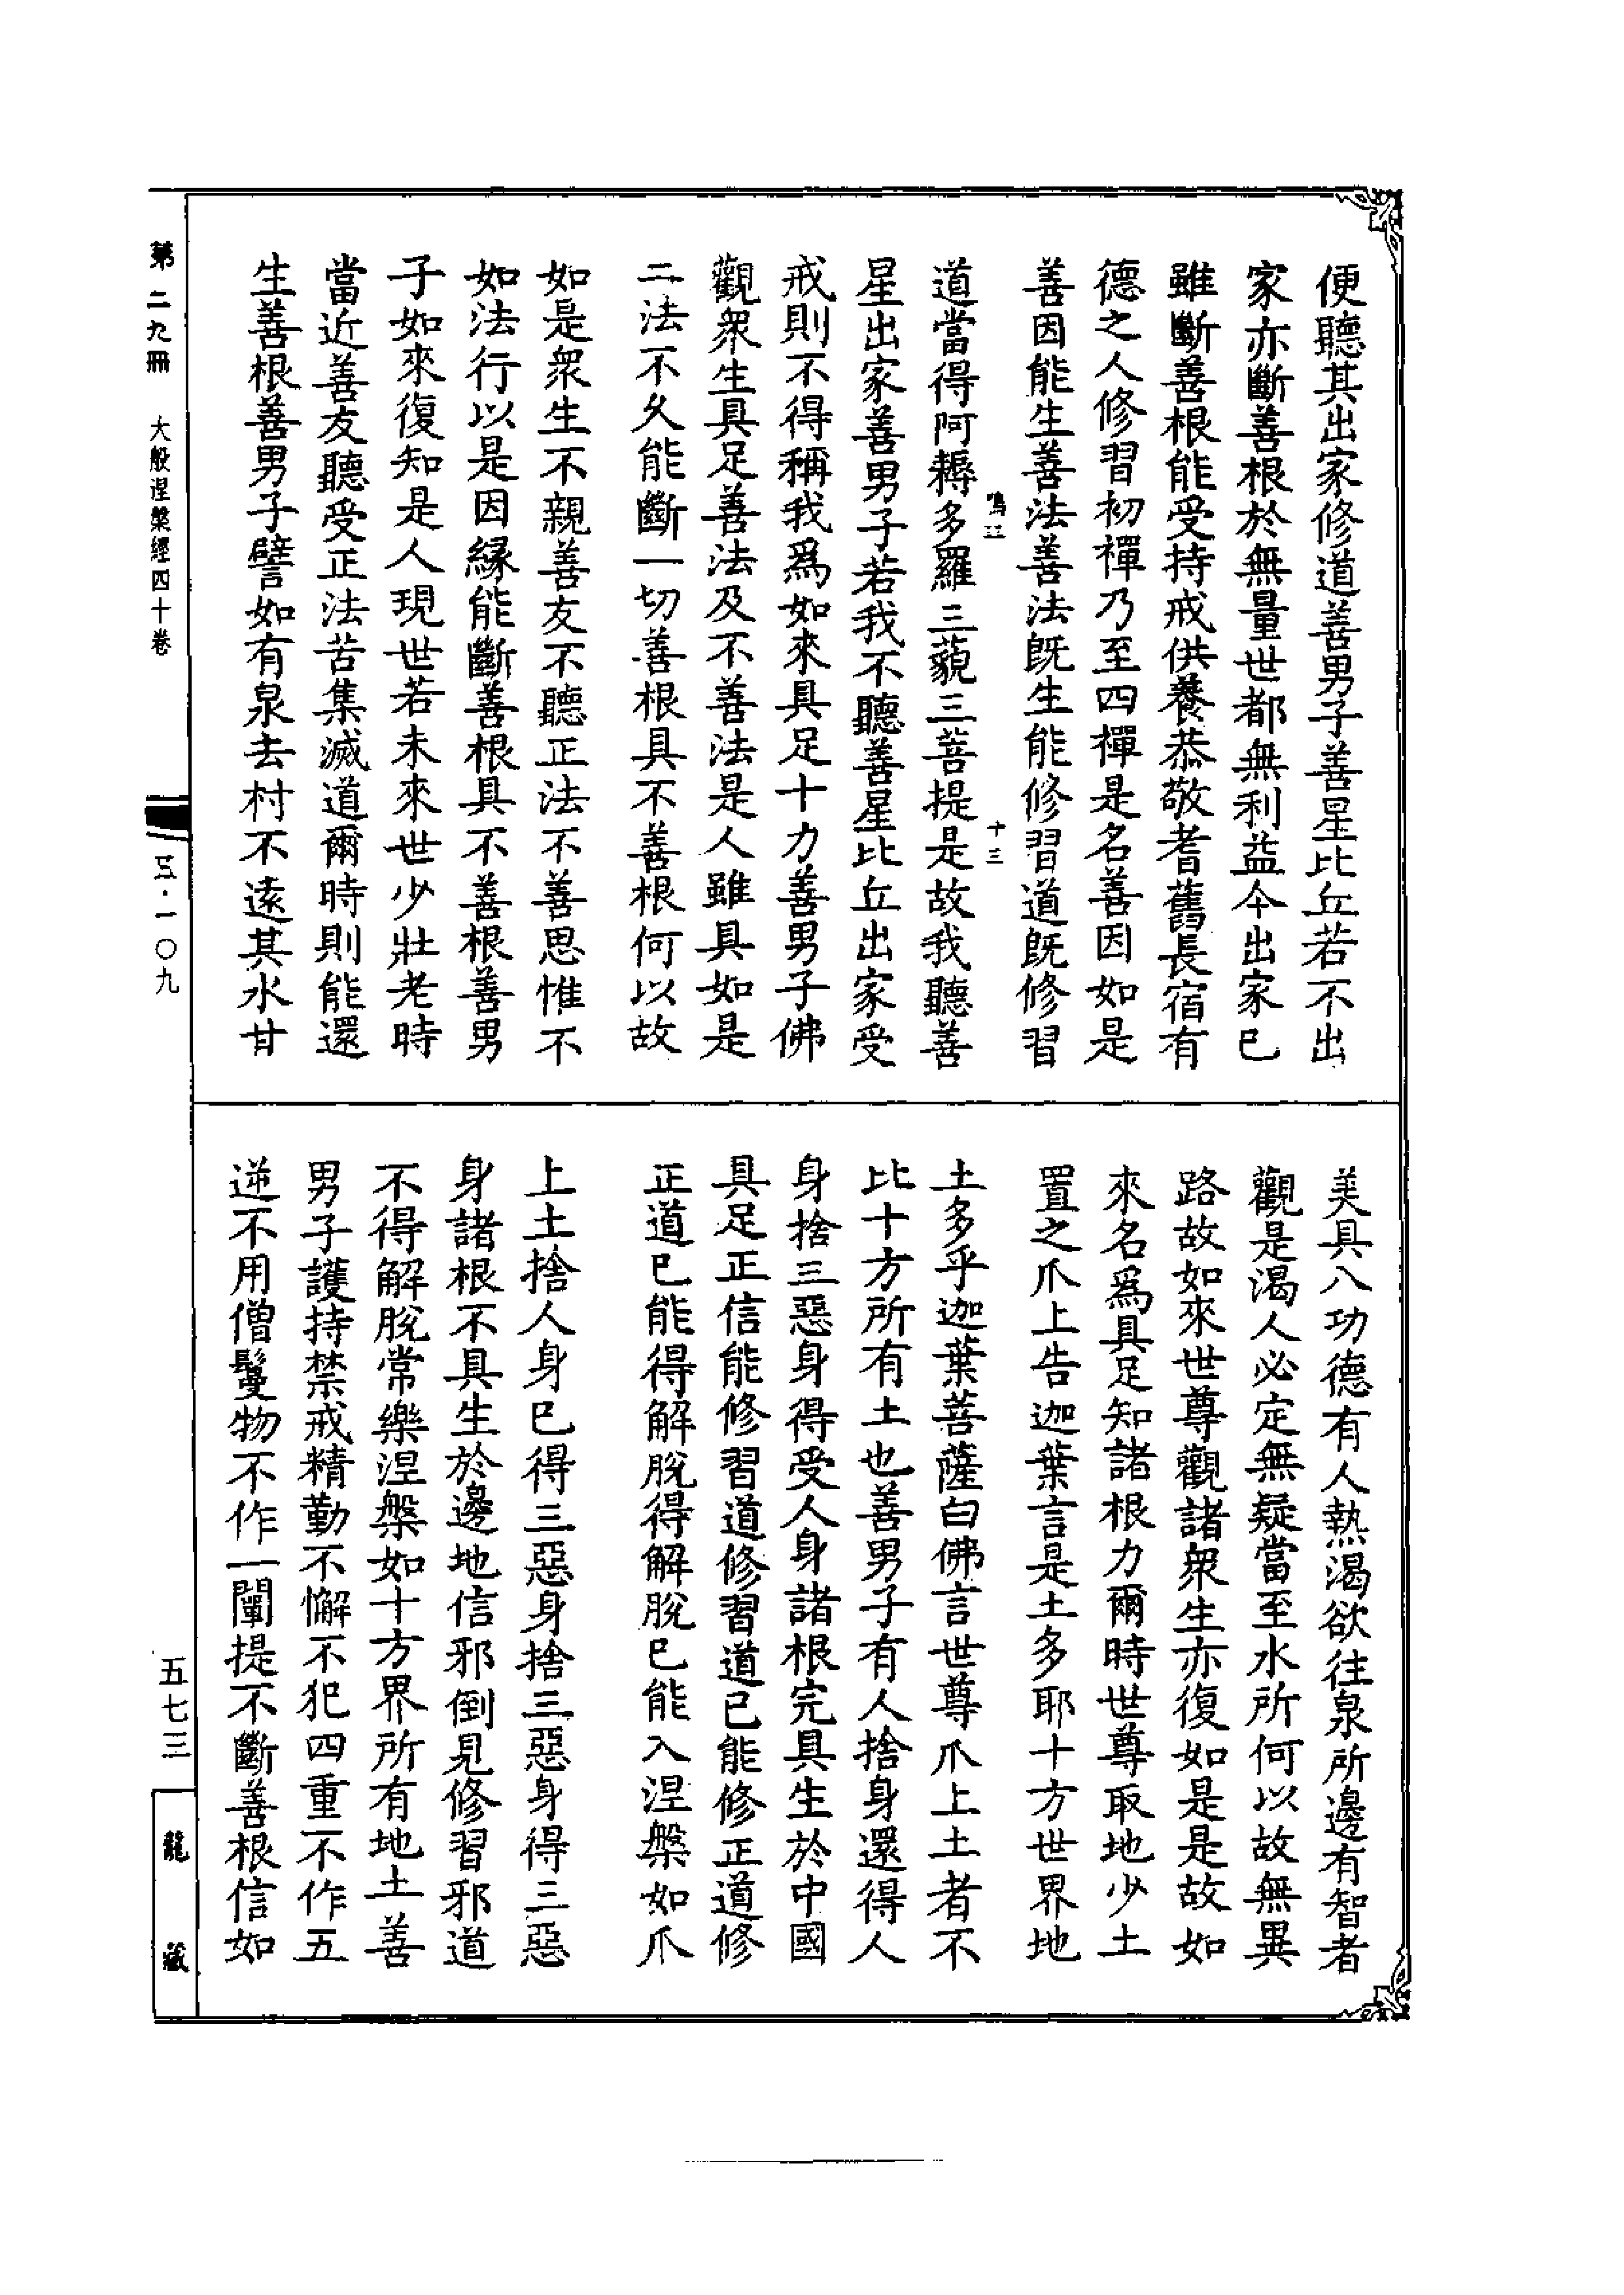 便聽其出家修道善男子善星比丘若不出
家亦斷善根於無量世都無利益今出家已
雖斷善根能受持戒供養恭敬耆舊長宿有
德之人修習初禪乃至四禪是名善因如是
善因能生善法善法既生能修習道既修習
鳴三
十三
道當得阿耨多羅三藐三菩提是故我聽善
星出家善男子若我不聽善星比丘出家受
戒則不得稱我爲如來具足十力善男子佛
觀衆生具足善法及不善法是人雖具如是
二法不久能斷一切善根具不善根何以故
如是衆生不親善友不聽正法不善思惟不
如法行以是因緣能斷善根具不善根善男
子如來復知是人現世若未來世少壯老時
當近善友聽受正法苦集滅道爾時則能還
生善根善男子譬如有泉去村不遠其水甘
美具八功德有人熱渴欲往泉所邊有智者
觀是渴人必定無疑當至水所何以故無異
路故如來世尊觀諸衆生亦復如是是故如
來名爲具足知諸根力爾時世尊取地少土
置之爪上告迦葉言是土多耶十方世界地
土多乎迦葉菩薩白佛言世尊爪上土者不
比十方所有土也善男子有人捨身還得人
身捨三惡身得受人身諸根完具生於中國
具足正信能修習道修習道已能修正道修
正道已能得解脫得解脫已能入涅槃如爪
上土捨人身已得三惡身捨三惡身得三惡
身諸根不具生於邊地信邪倒見修習邪道
不得解脫常樂涅槃如十方界所有地土善
男子護持禁戒精勤不懈不犯四重不作五
逆不用僧鬘物不作一闡提不斷善根信如
第二九冊
大般涅槃經四十卷
一〇九
五七三
龍藏